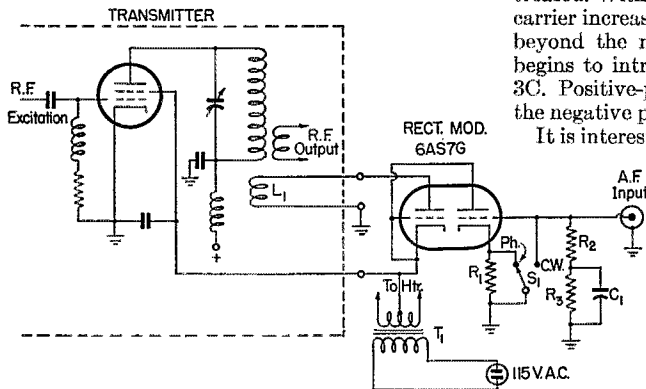 TRANSMITTER
carrier increas
beyond the
begins to intr
3C. Positive-p
the negative p
It is interes
R.F.
Excitation
R.F.
Output
L1
+
RECT. MOD.
6AS7G
A.F.
Input
Ph.
C.W.
R1
S1
R2
R3
C1
To Htr.
T1
115 V. A.C.